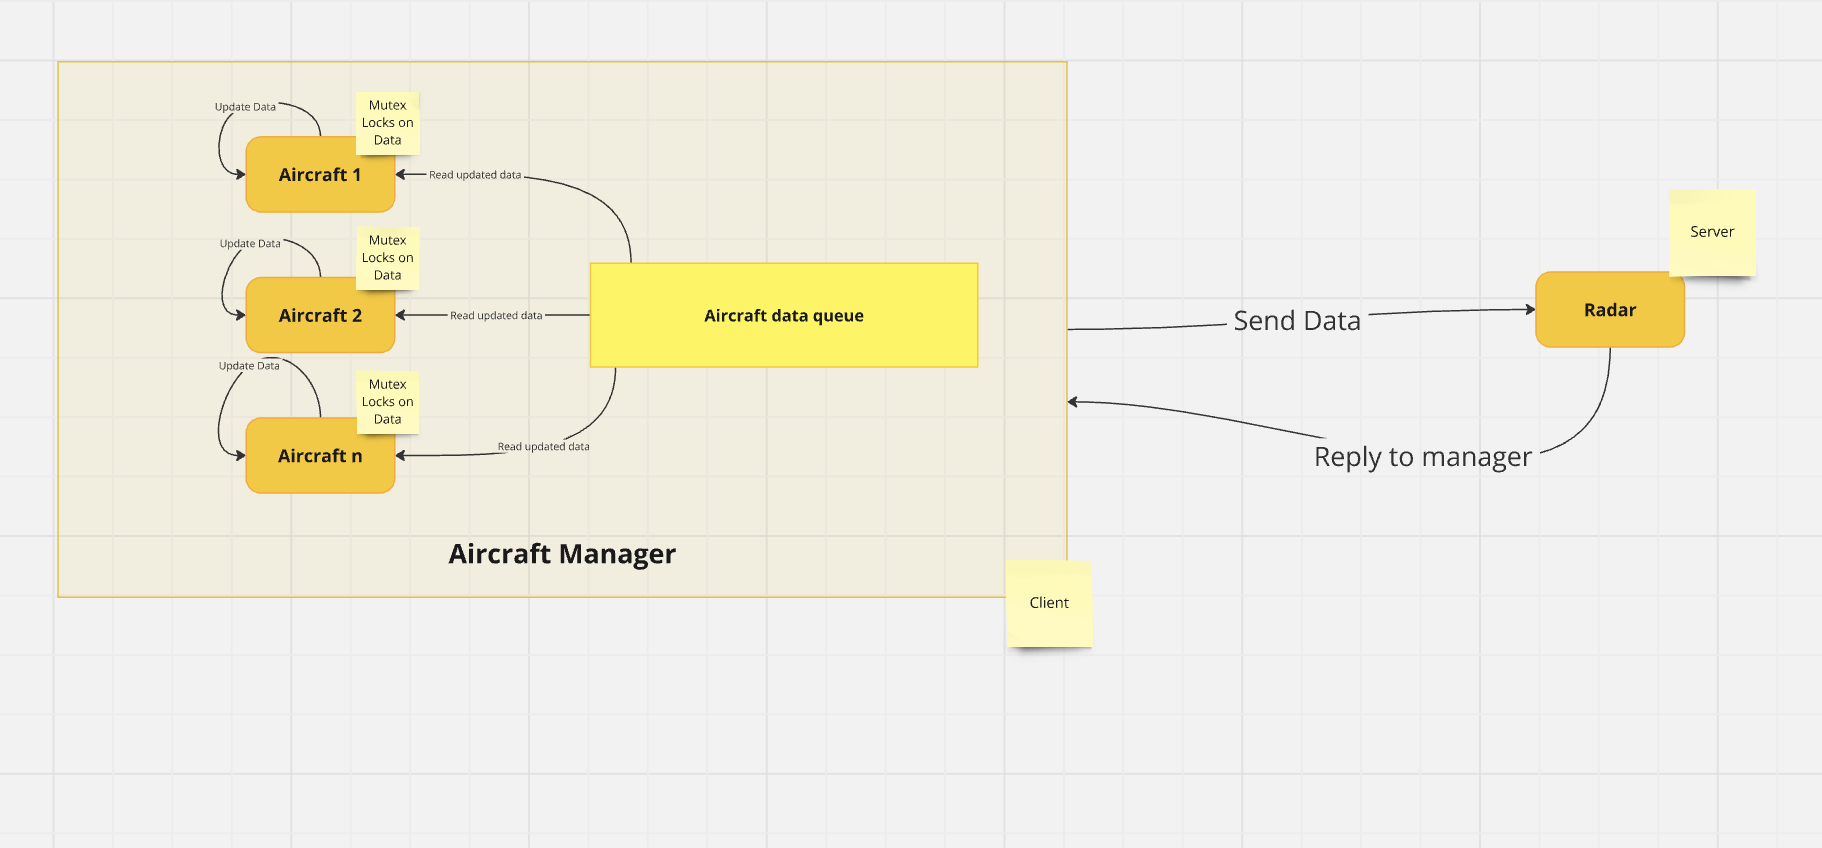 Update Data
Mutex
Locks on
Data
Aircraft 1
Read updated data
Update Data
Mutex
Locks on
Data
Aircraft 2
Read updated data
Aircraft data queue
Update Data
Mutex
Locks on
Data
Aircraft n
Read updated data
Aircraft Manager
Client
Send Data
Reply to manager
Server
Radar